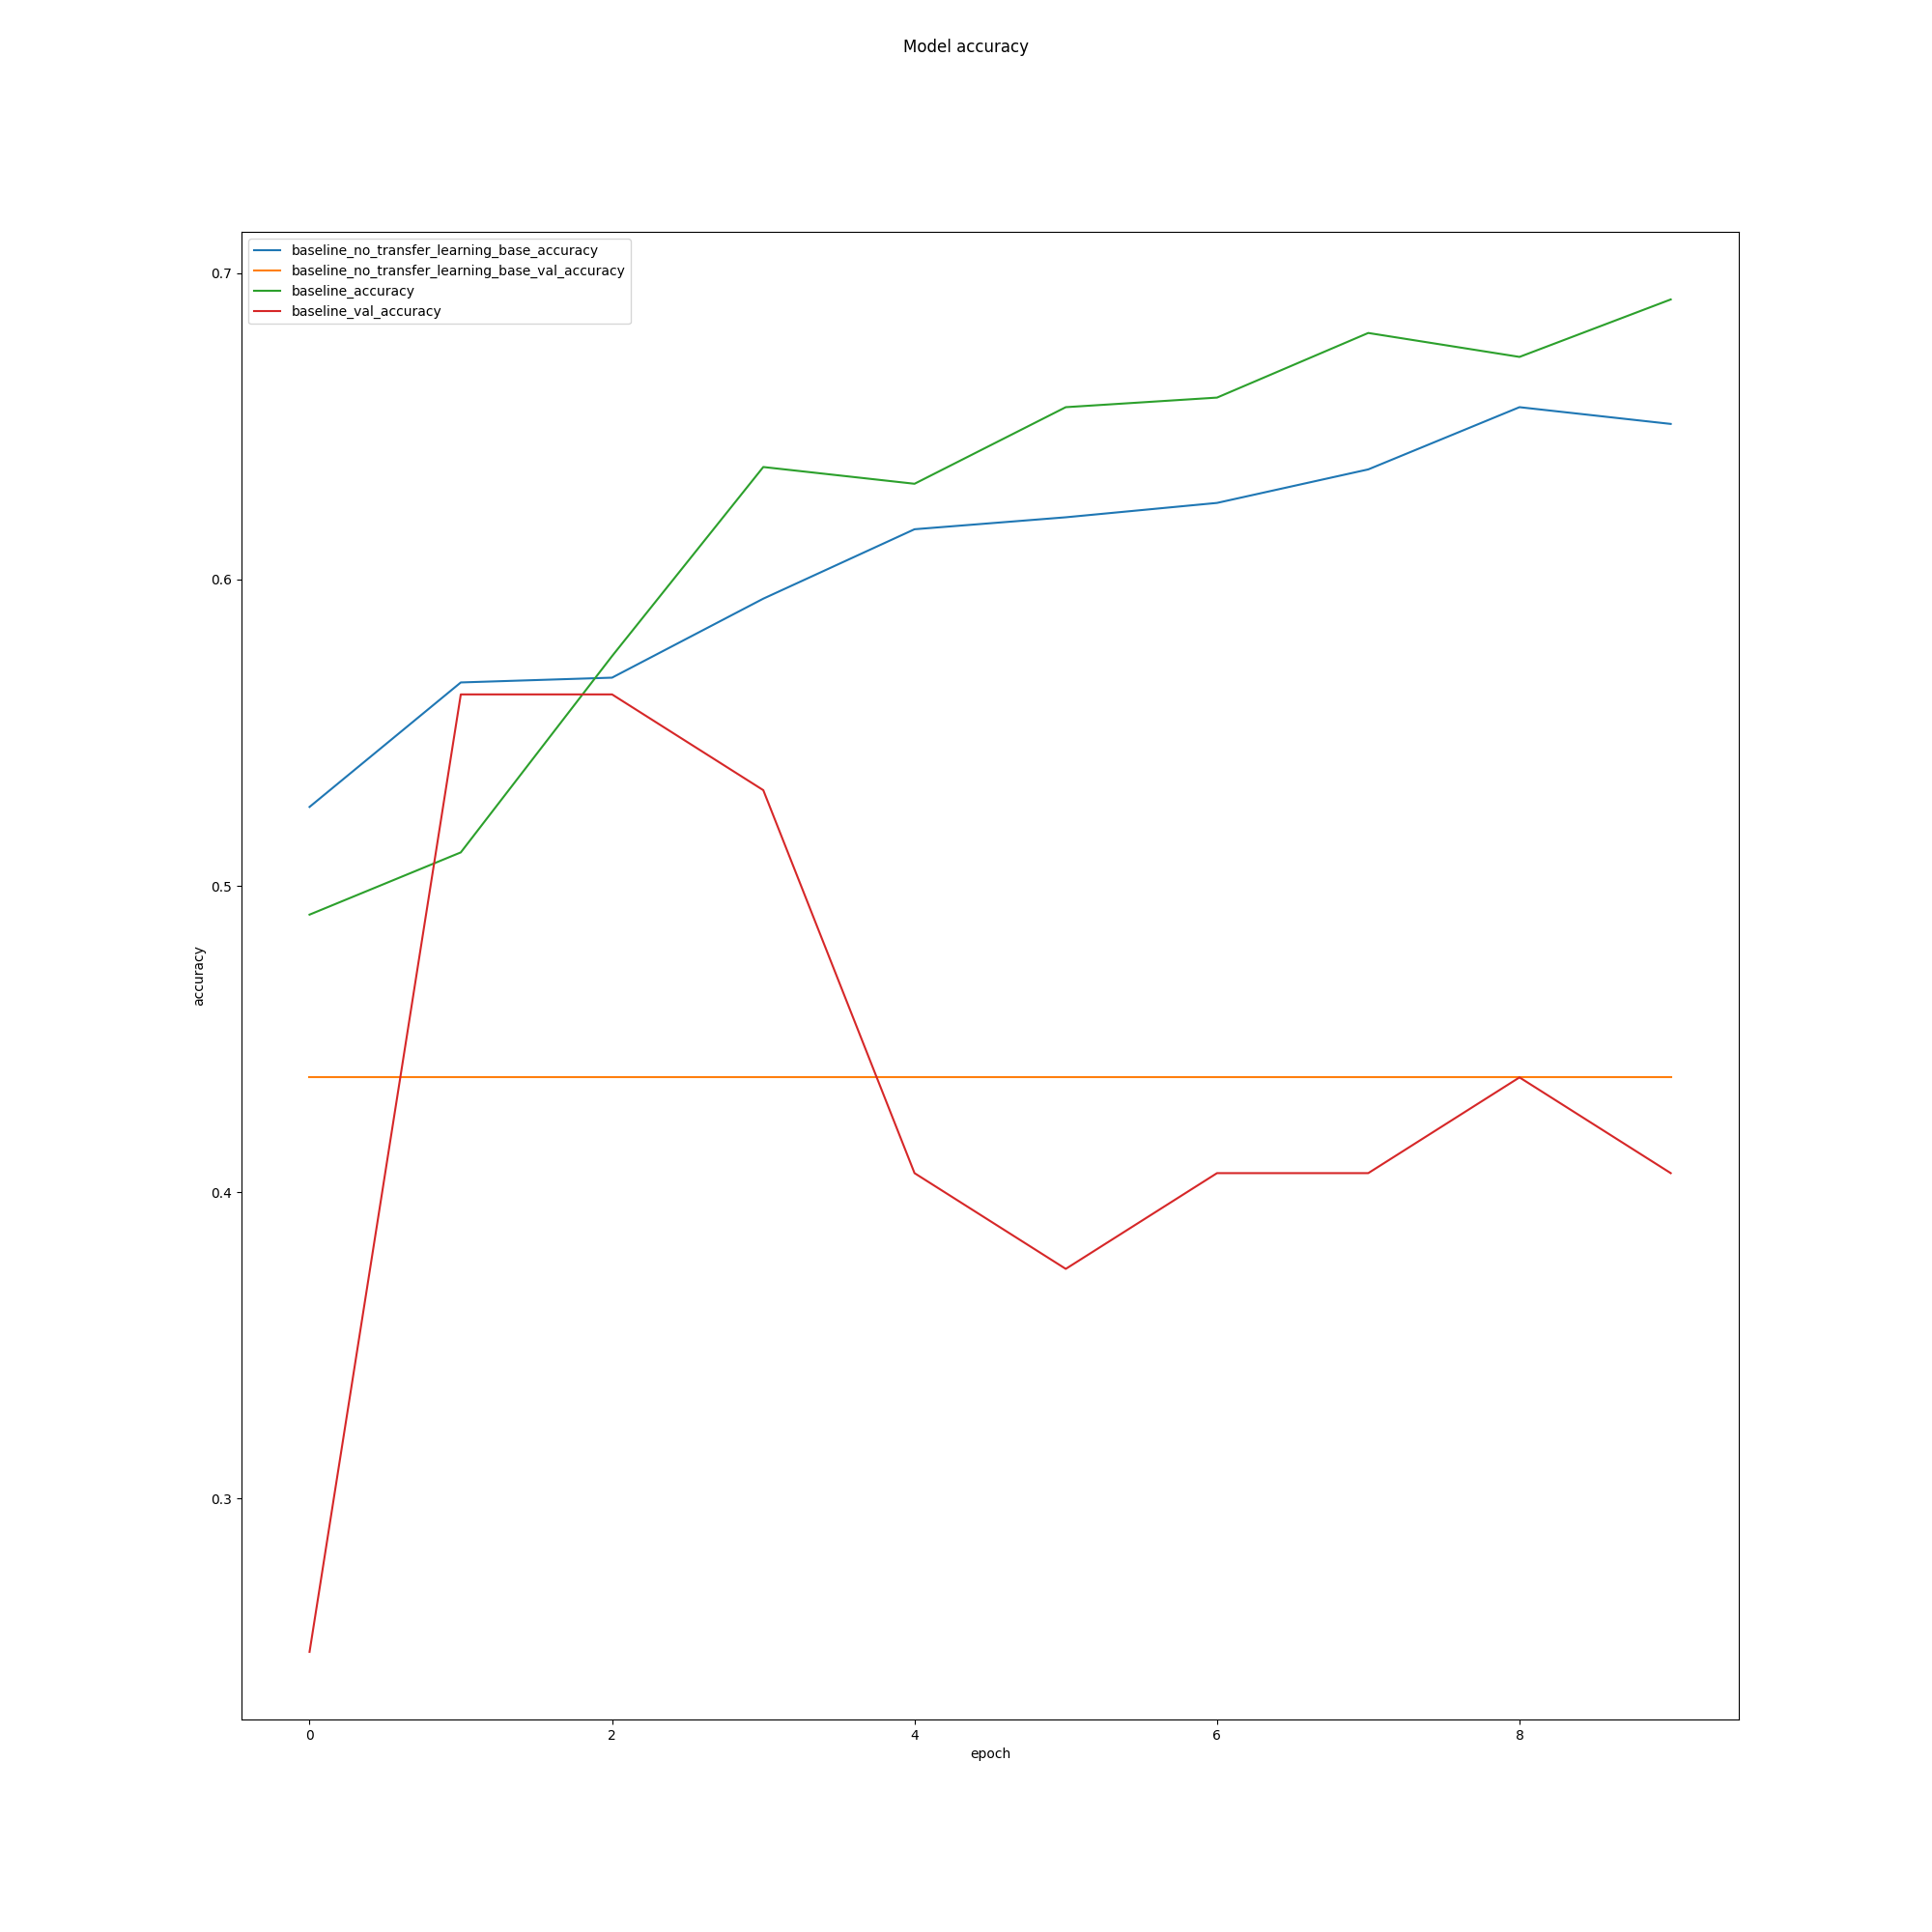 Model accuracy
baseline_no_transfer_learning_base_accuracy
baseline_no_transfer_learning_base_val_accuracy
baseline_accuracy
baseline_val_accuracy
0.7
0.6
0.5
0.4
0.3
accuracy
0 2 4 6 8
epoch